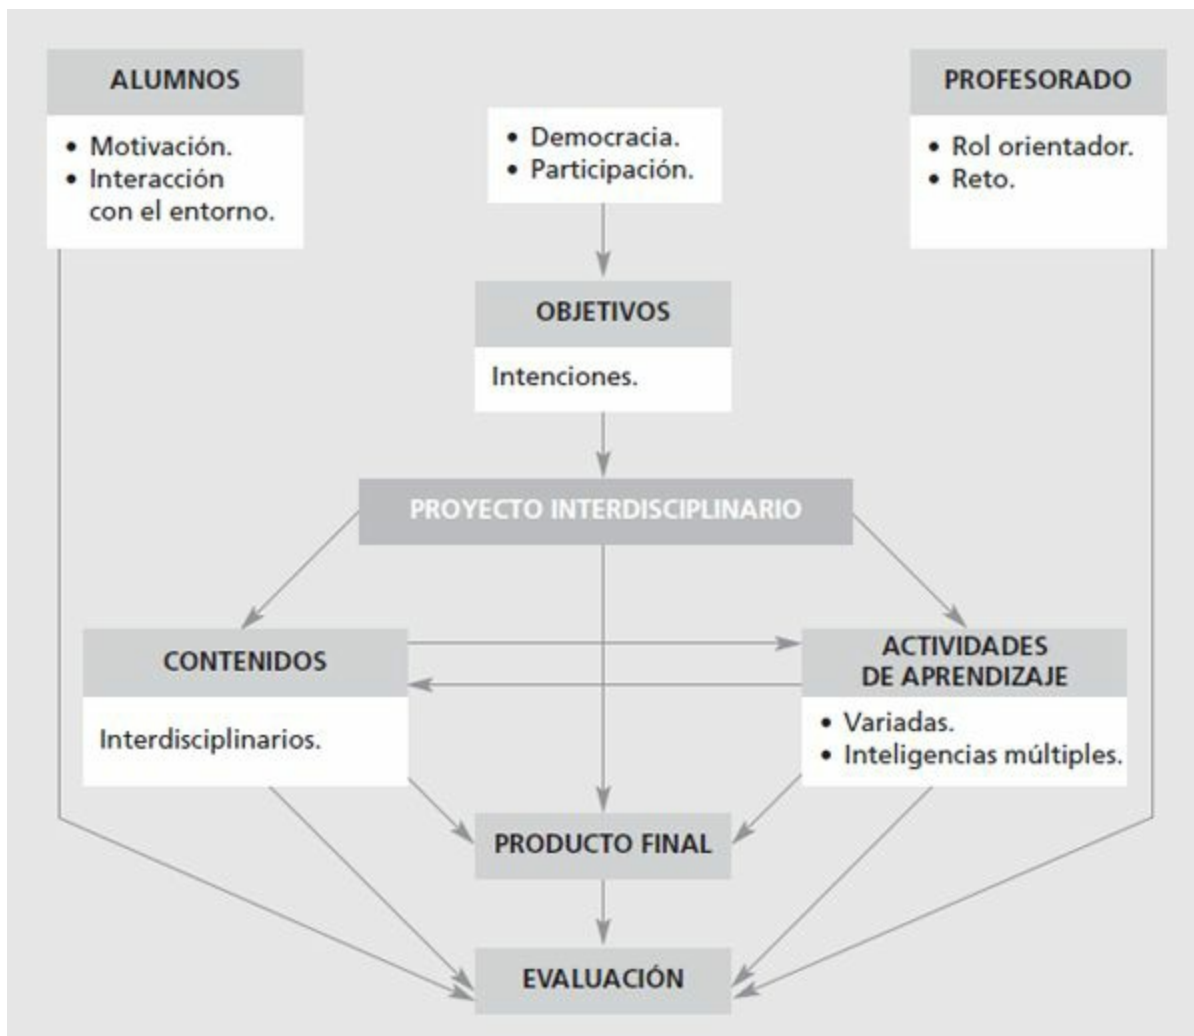 ALUMNOS
• Motivación.
• Interacción
con el entorno.
• Democracia.
• Participación.
PROFESORADO
• Rol orientador.
• Reto.
OBJETIVOS
Intenciones.
PROYECTO INTERDISCIPLINARIO
CONTENIDOS
Interdisciplinarios.
ACTIVIDADES
DE APRENDIZAJE
• Variadas.
• Inteligencias múltiples.
PRODUCTO FINAL
EVALUACIÓN